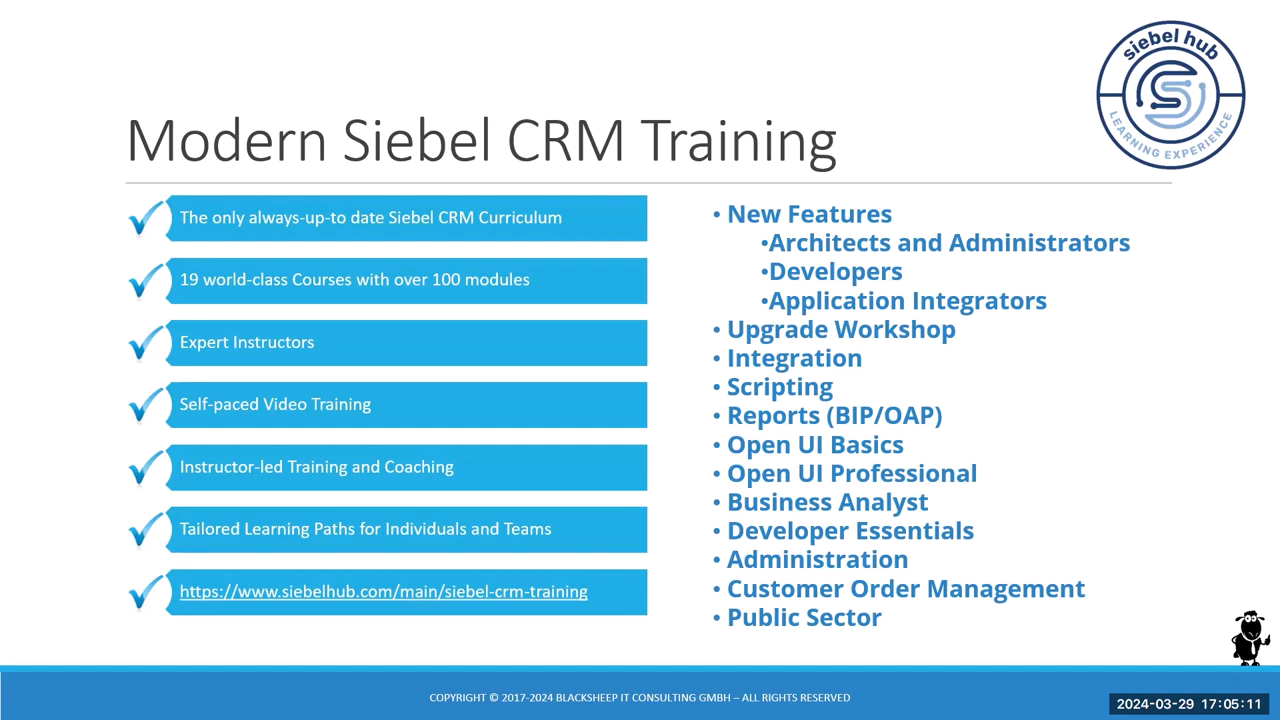 siebel hub
LEARNING EXPERIENCE
Modern Siebel CRM Training
The only always-up-to date Siebel CRM Curriculum
19 world-class Courses with over 100 modules
Expert Instructors
Self-paced Video Training
Instructor-led Training and Coaching
Tailored Learning Paths for Individuals and Teams
https://www.siebelhub.com/main/siebel-crm-training
• New Features
•Architects and Administrators
•Developers
•Application Integrators
• Upgrade Workshop
• Integration
• Scripting
• Reports (BIP/OAP)
• Open UI Basics
• Open UI Professional
• Business Analyst
• Developer Essentials
• Administration
• Customer Order Management
• Public Sector
COPYRIGHT © 2017-2024 BLACKSHEEP IT CONSULTING GMBH – ALL RIGHTS RESERVED
2024-03-29 17:05:11